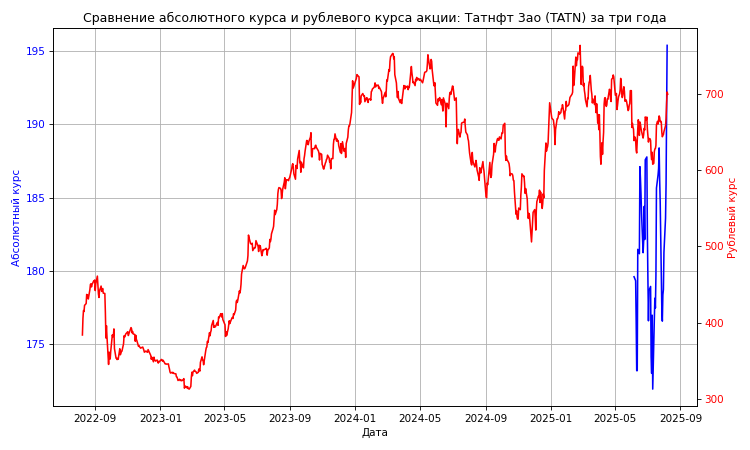 Сравнение абсолютного курса и рублевого курса акции: Татнфт 3ао (TATN) за три года
195
190
185
180
175
Абсолютный курс
700
600
500
400
300
Рублевый курс
2022-09 2023-01 2023-05 2023-09 2024-01 2024-05 2024-09 2025-01 2025-05 2025-09
Дата